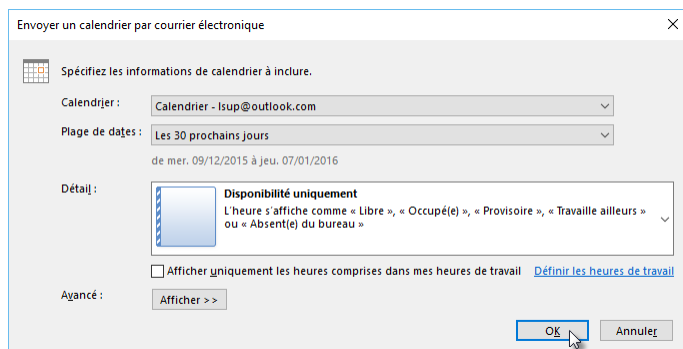 Envoyer un calendrier par courrier électronique
Spécifiez les informations de calendrier à inclure.
Calendrier : Calendrier - lsup@outlook.com
Plage de dates : Les 30 prochains jours
de mer. 09/12/2015 à jeu. 07/01/2016
Détail : Disponibilité uniquement
L'heure s'affiche comme « Libre », « Occupé(e) », « Provisoire », « Travaille ailleurs »
ou « Absent(e) du bureau »
Afficher uniquement les heures comprises dans mes heures de travail Définir les heures de travail
Avancé : Afficher >>
OK Annuler